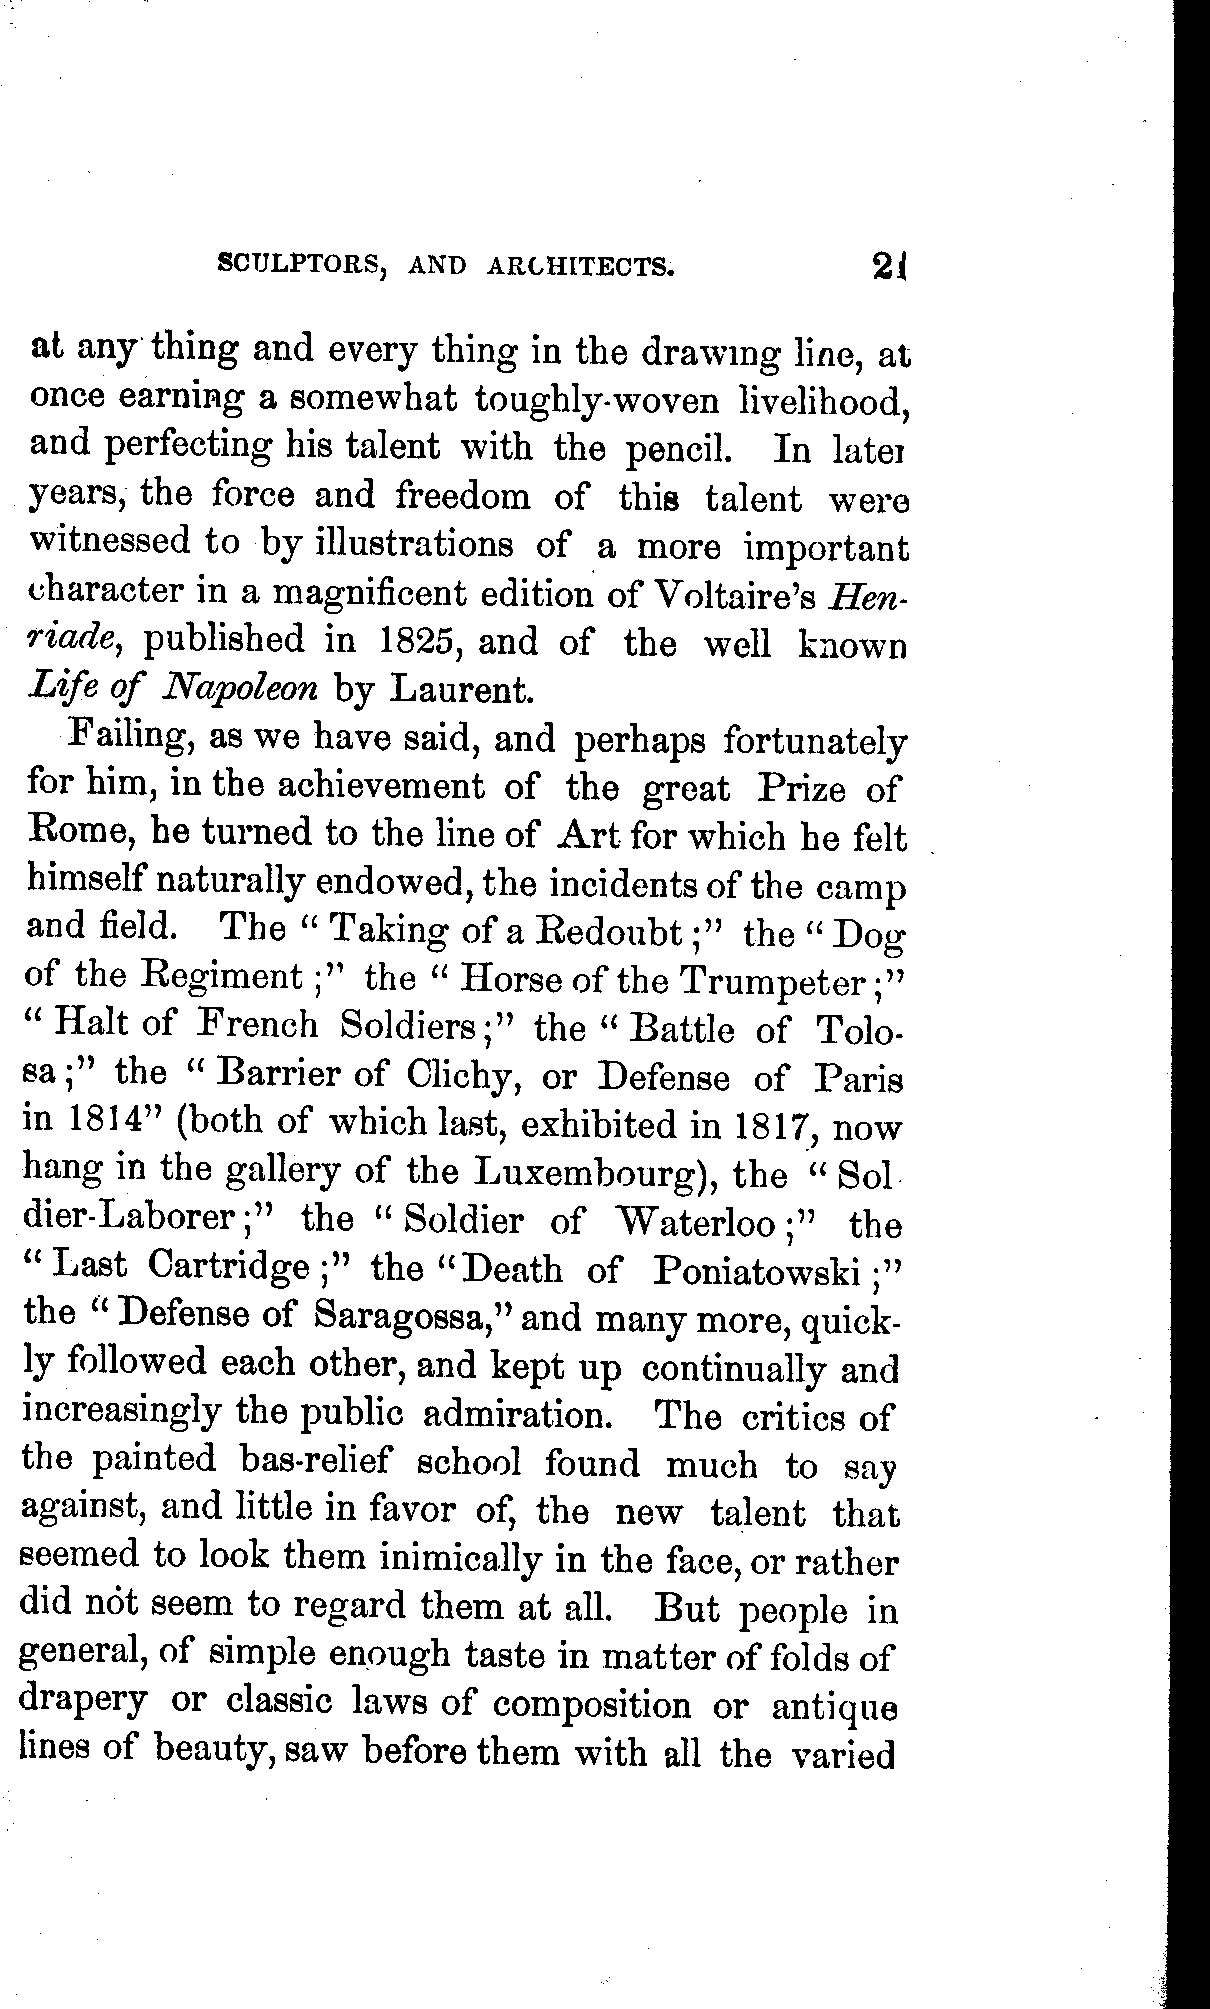 SCULPTORS, AND ARCHITECTS. 21
at any thing and every thing in the drawing line, at
once earning a somewhat toughly-woven livelihood,
and perfecting his talent with the pencil. In later
years, the force and freedom of this talent were
witnessed to by illustrations of a more important
character in a magnificent edition of Voltaire's Hen-
riade, published in 1825, and of the well known
Life of Napoleon by Laurent.
Failing, as we have said, and perhaps fortunately
for him, in the achievement of the great Prize of
Rome, he turned to the line of Art for which he felt
himself naturally endowed, the incidents of the camp
and field. The "Taking of a Redoubt;" the "Dog
of the Regiment;" the "Horse of the Trumpeter;"
"Halt of French Soldiers;" the "Battle of Tolo-
sa;" the "Barrier of Clichy, or Defense of Paris
in 1814" (both of which last, exhibited in 1817, now
hang in the gallery of the Luxembourg), the "Sol-
dier-Laborer;" the "Soldier of Waterloo;" the
"Last Cartridge;" the "Death of Poniatowski;"
the "Defense of Saragossa," and many more, quick-
ly followed each other, and kept up continually and
increasingly the public admiration. The critics of
the painted bas-relief school found much to say
against, and little in favor of, the new talent that
seemed to look them inimically in the face, or rather
did not seem to regard them at all. But people in
general, of simple enough taste in matter of folds of
drapery or classic laws of composition or antique
lines of beauty, saw before them with all the varied